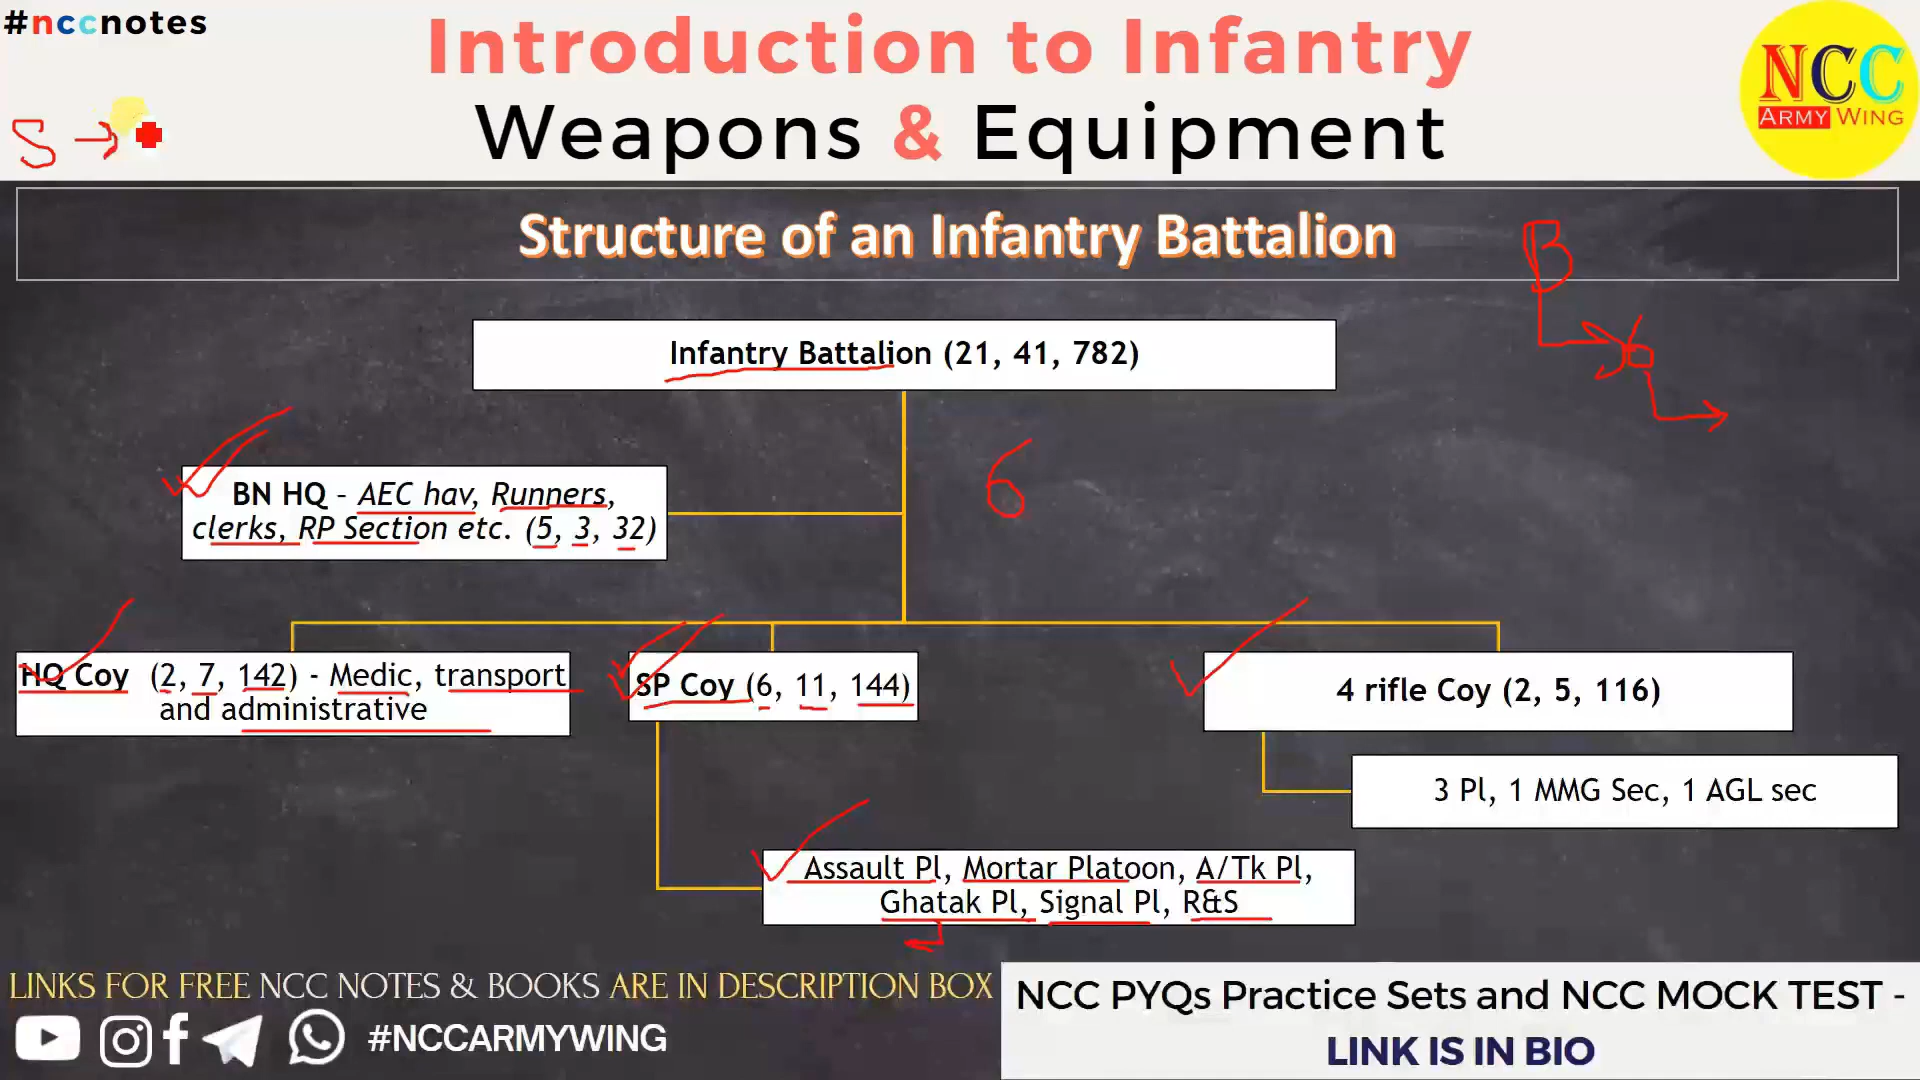 #nccnotes
Introduction to Infantry
Weapons & Equipment
NCC
ARMY WING
S →
Structure of an Infantry Battalion
B
Infantry Battalion (21, 41, 782)
6
BN HQ - AEC hav, Runners,
clerks, RP Section etc. (5, 3, 32)
6
HQ Coy (2, 7, 142) - Medic, transport
and administrative
SP Coy (6, 11, 144)
4 rifle Coy (2, 5, 116)
3 Pl, 1 MMG Sec, 1 AGL sec
Assault Pl, Mortar Platoon, A/Tk Pl,
Ghatak Pl, Signal Pl, R&S
LINKS FOR FREE NCC NOTES & BOOKS ARE IN DESCRIPTION BOX
#NCCARMYWING
NCC PYQs Practice Sets and NCC MOCK TEST -
LINK IS IN BIO